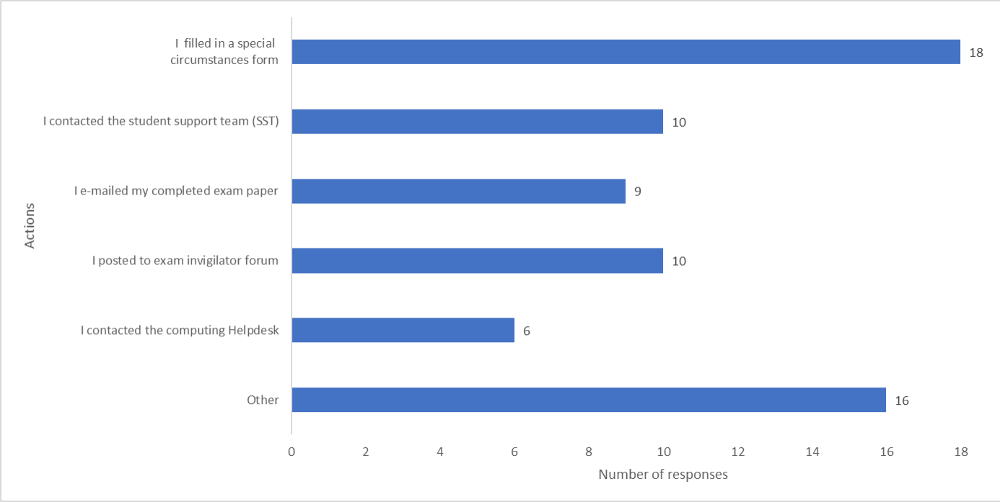 I filled in a special
circumstances form
18
I contacted the student support team (SST)
10
I e-mailed my completed exam paper
9
Actions
I posted to exam invigilator forum
10
I contacted the computing Helpdesk
6
Other
16
0 2 4 6 8 10 12 14 16 18
Number of responses